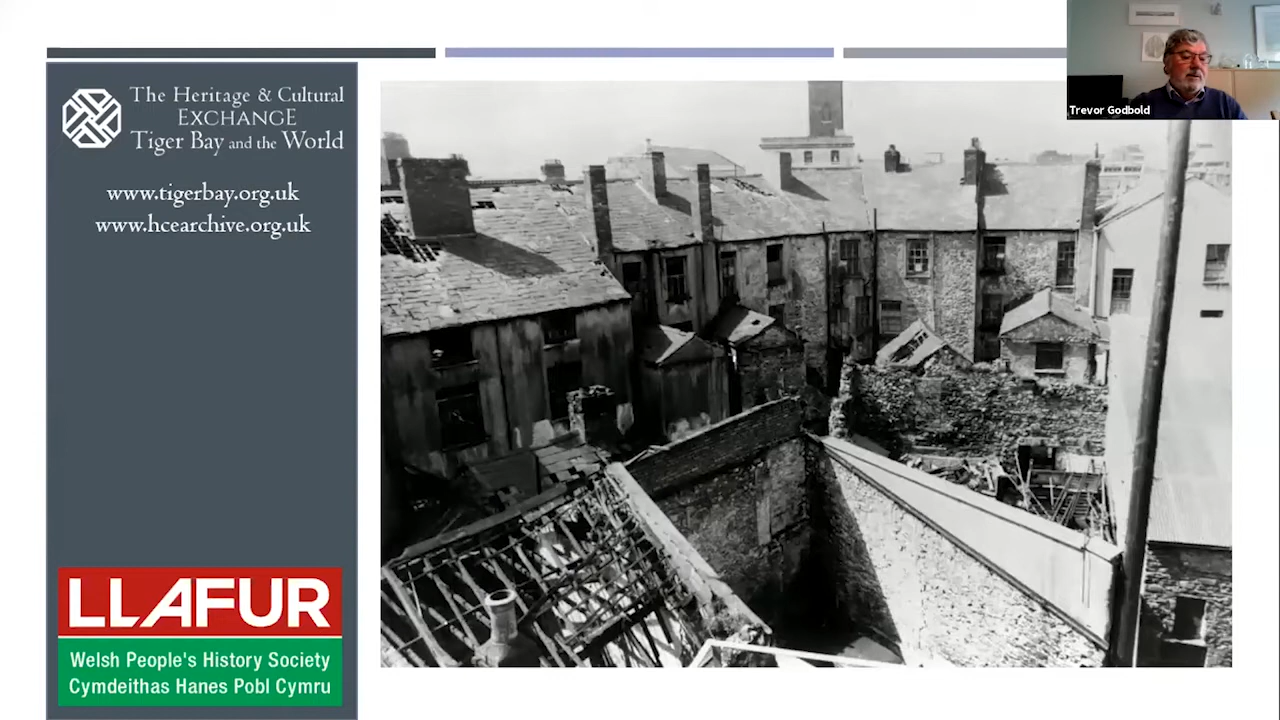 The Heritage & Cultural
EXCHANGE
Tiger Bay and the World
www.tigerbay.org.uk
www.hcearchive.org.uk
LLAFUR
Welsh People's History Society
Cymdeithas Hanes Pobl Cymru
Trevor Godbold